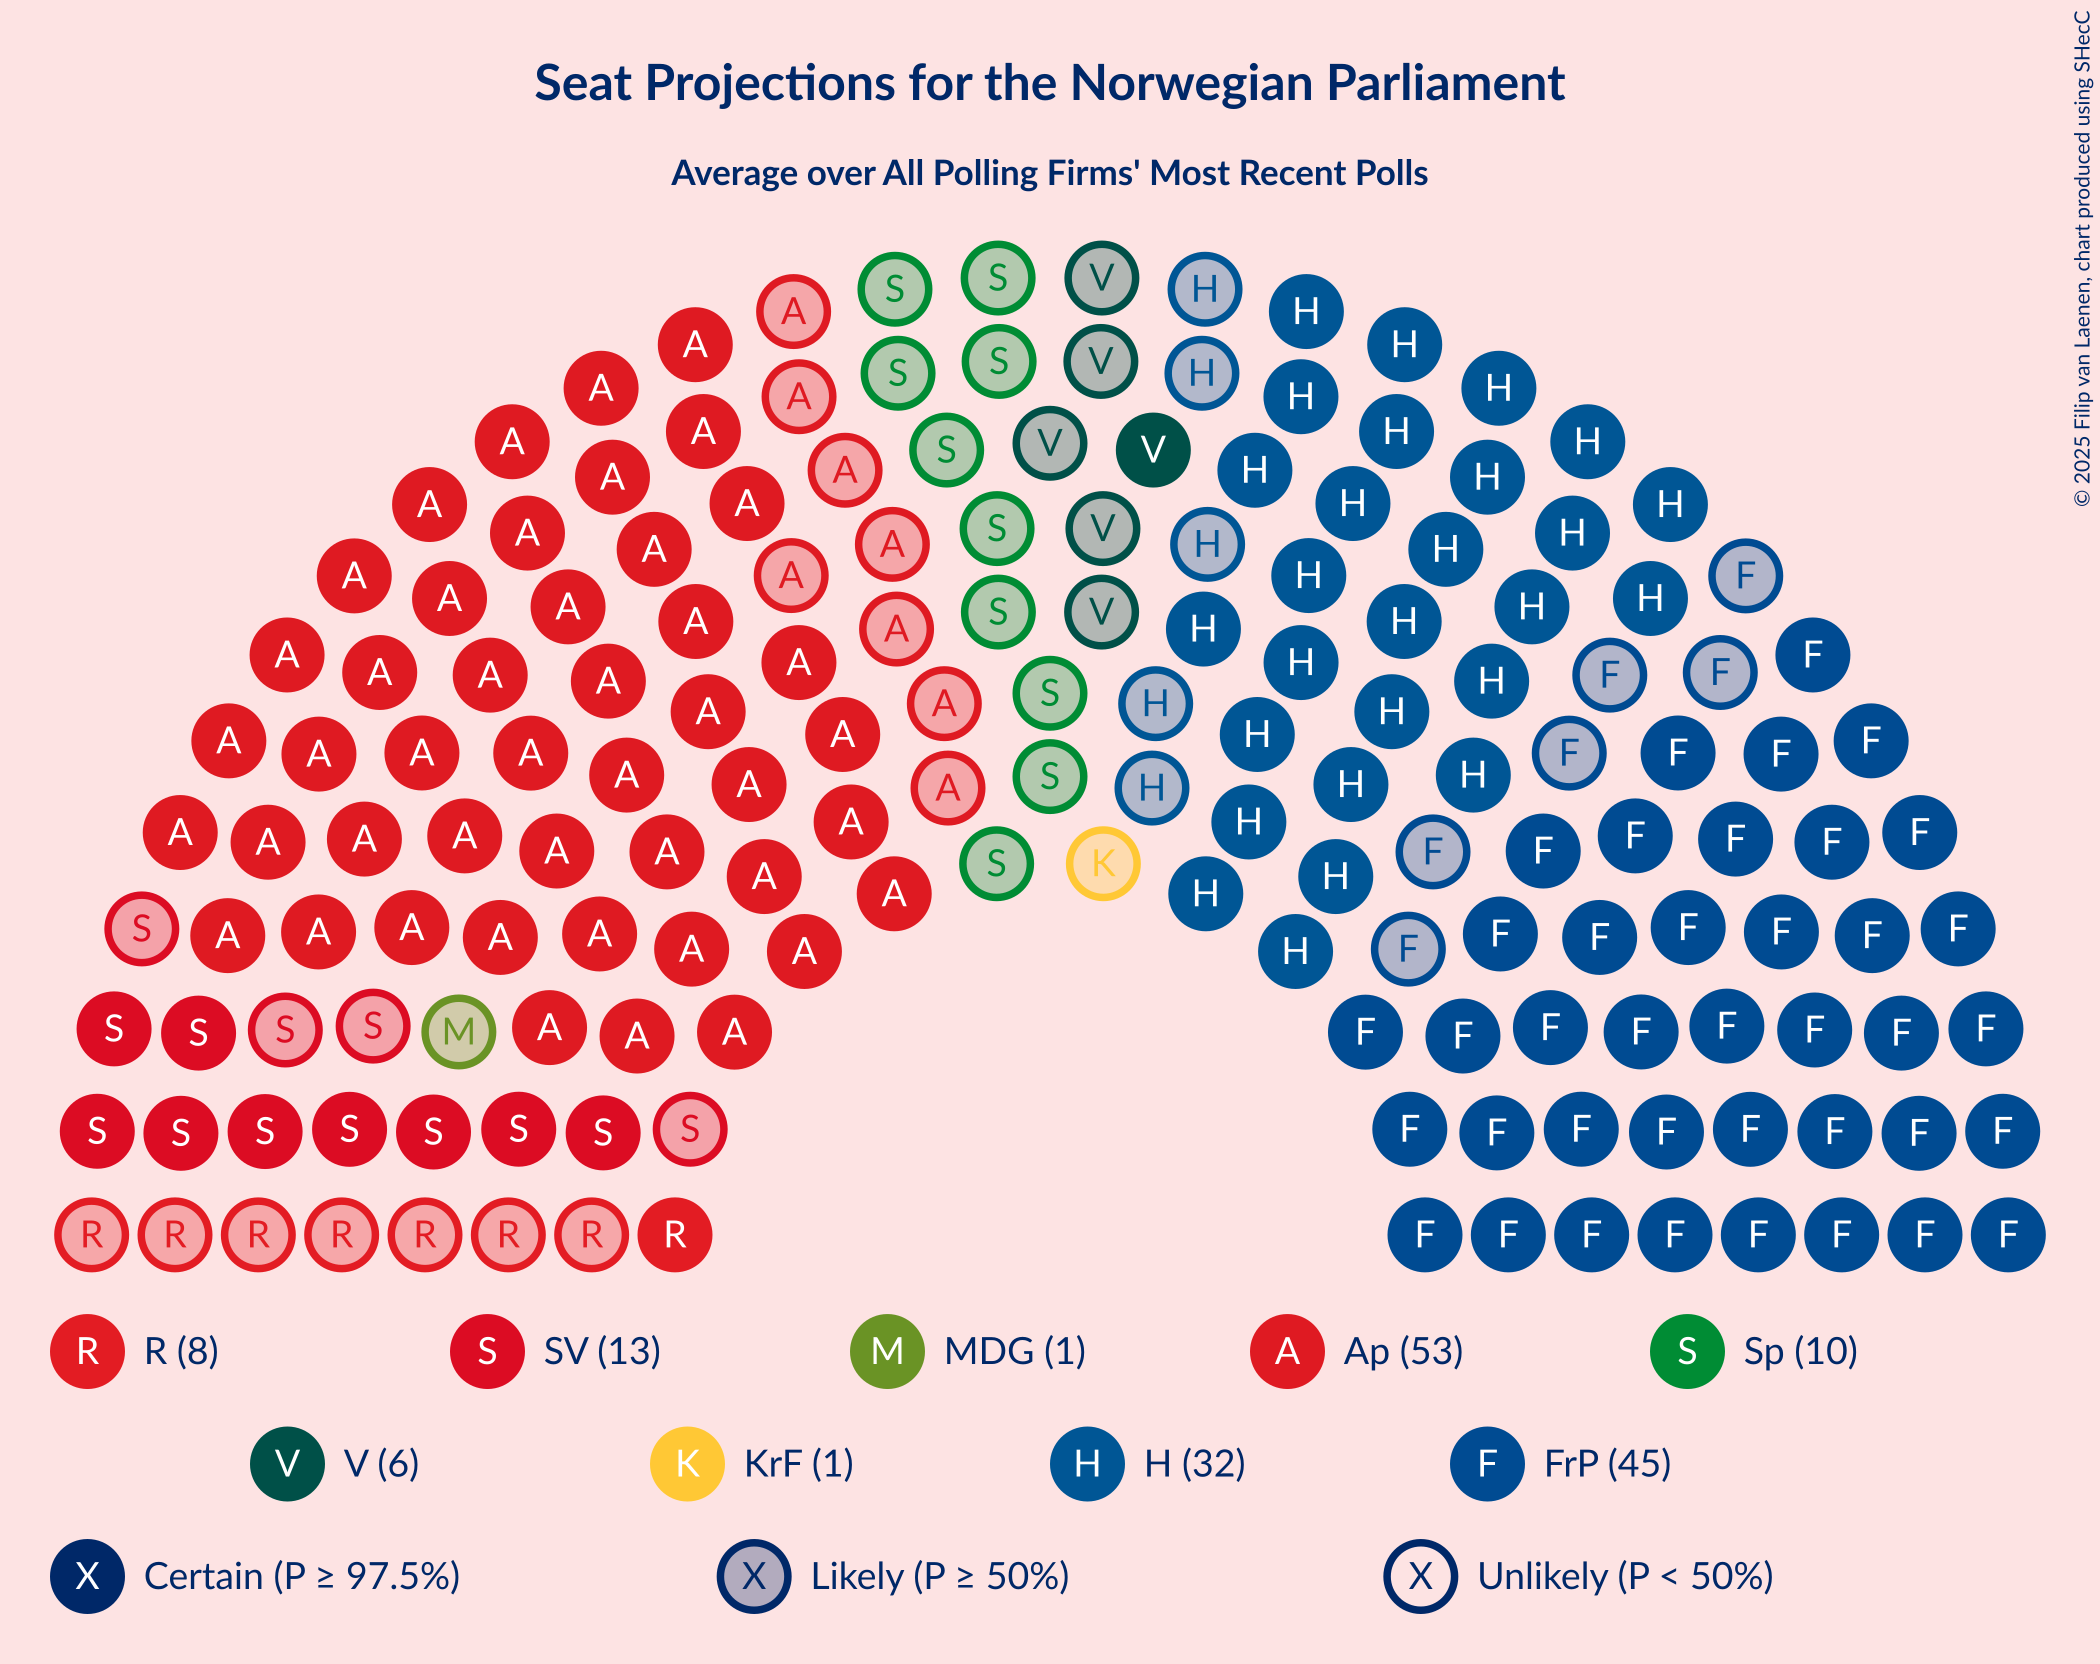 Seat Projections for the Norwegian Parliament
Average over All Polling Firms' Most Recent Polls
© 2025 Filip van Laenen, chart produced using SHecC
S S V H
A H
A H
S S V H
A H
A H
A A H H
S V V
A H
A A H H
A H
A A H H
S V
A H
A A H H
A A H H
A F
A A H H
S V
A H
A A H H
A F
A A H H
A A F F
A A H H
S
A H
A A H H
A A H F
A A F F
A A F F
S
A A H H
A H
A A H H
A A F F
A A F F
A A F F
S K
A A H H
A A F F
S A A A A A A A H F F F F F F F
S S S S M A A A F F F F F F F F
S S S S S S S S F F F F F F F F
R R R R R R R R F F F F F F F F
R R (8) S SV (13) M MDG (1) A Ap (53) S Sp (10)
V V (6) K KrF (1) H H (32) F FrP (45)
X Certain (P ≥ 97.5%) X Likely (P ≥ 50%) X Unlikely (P < 50%)